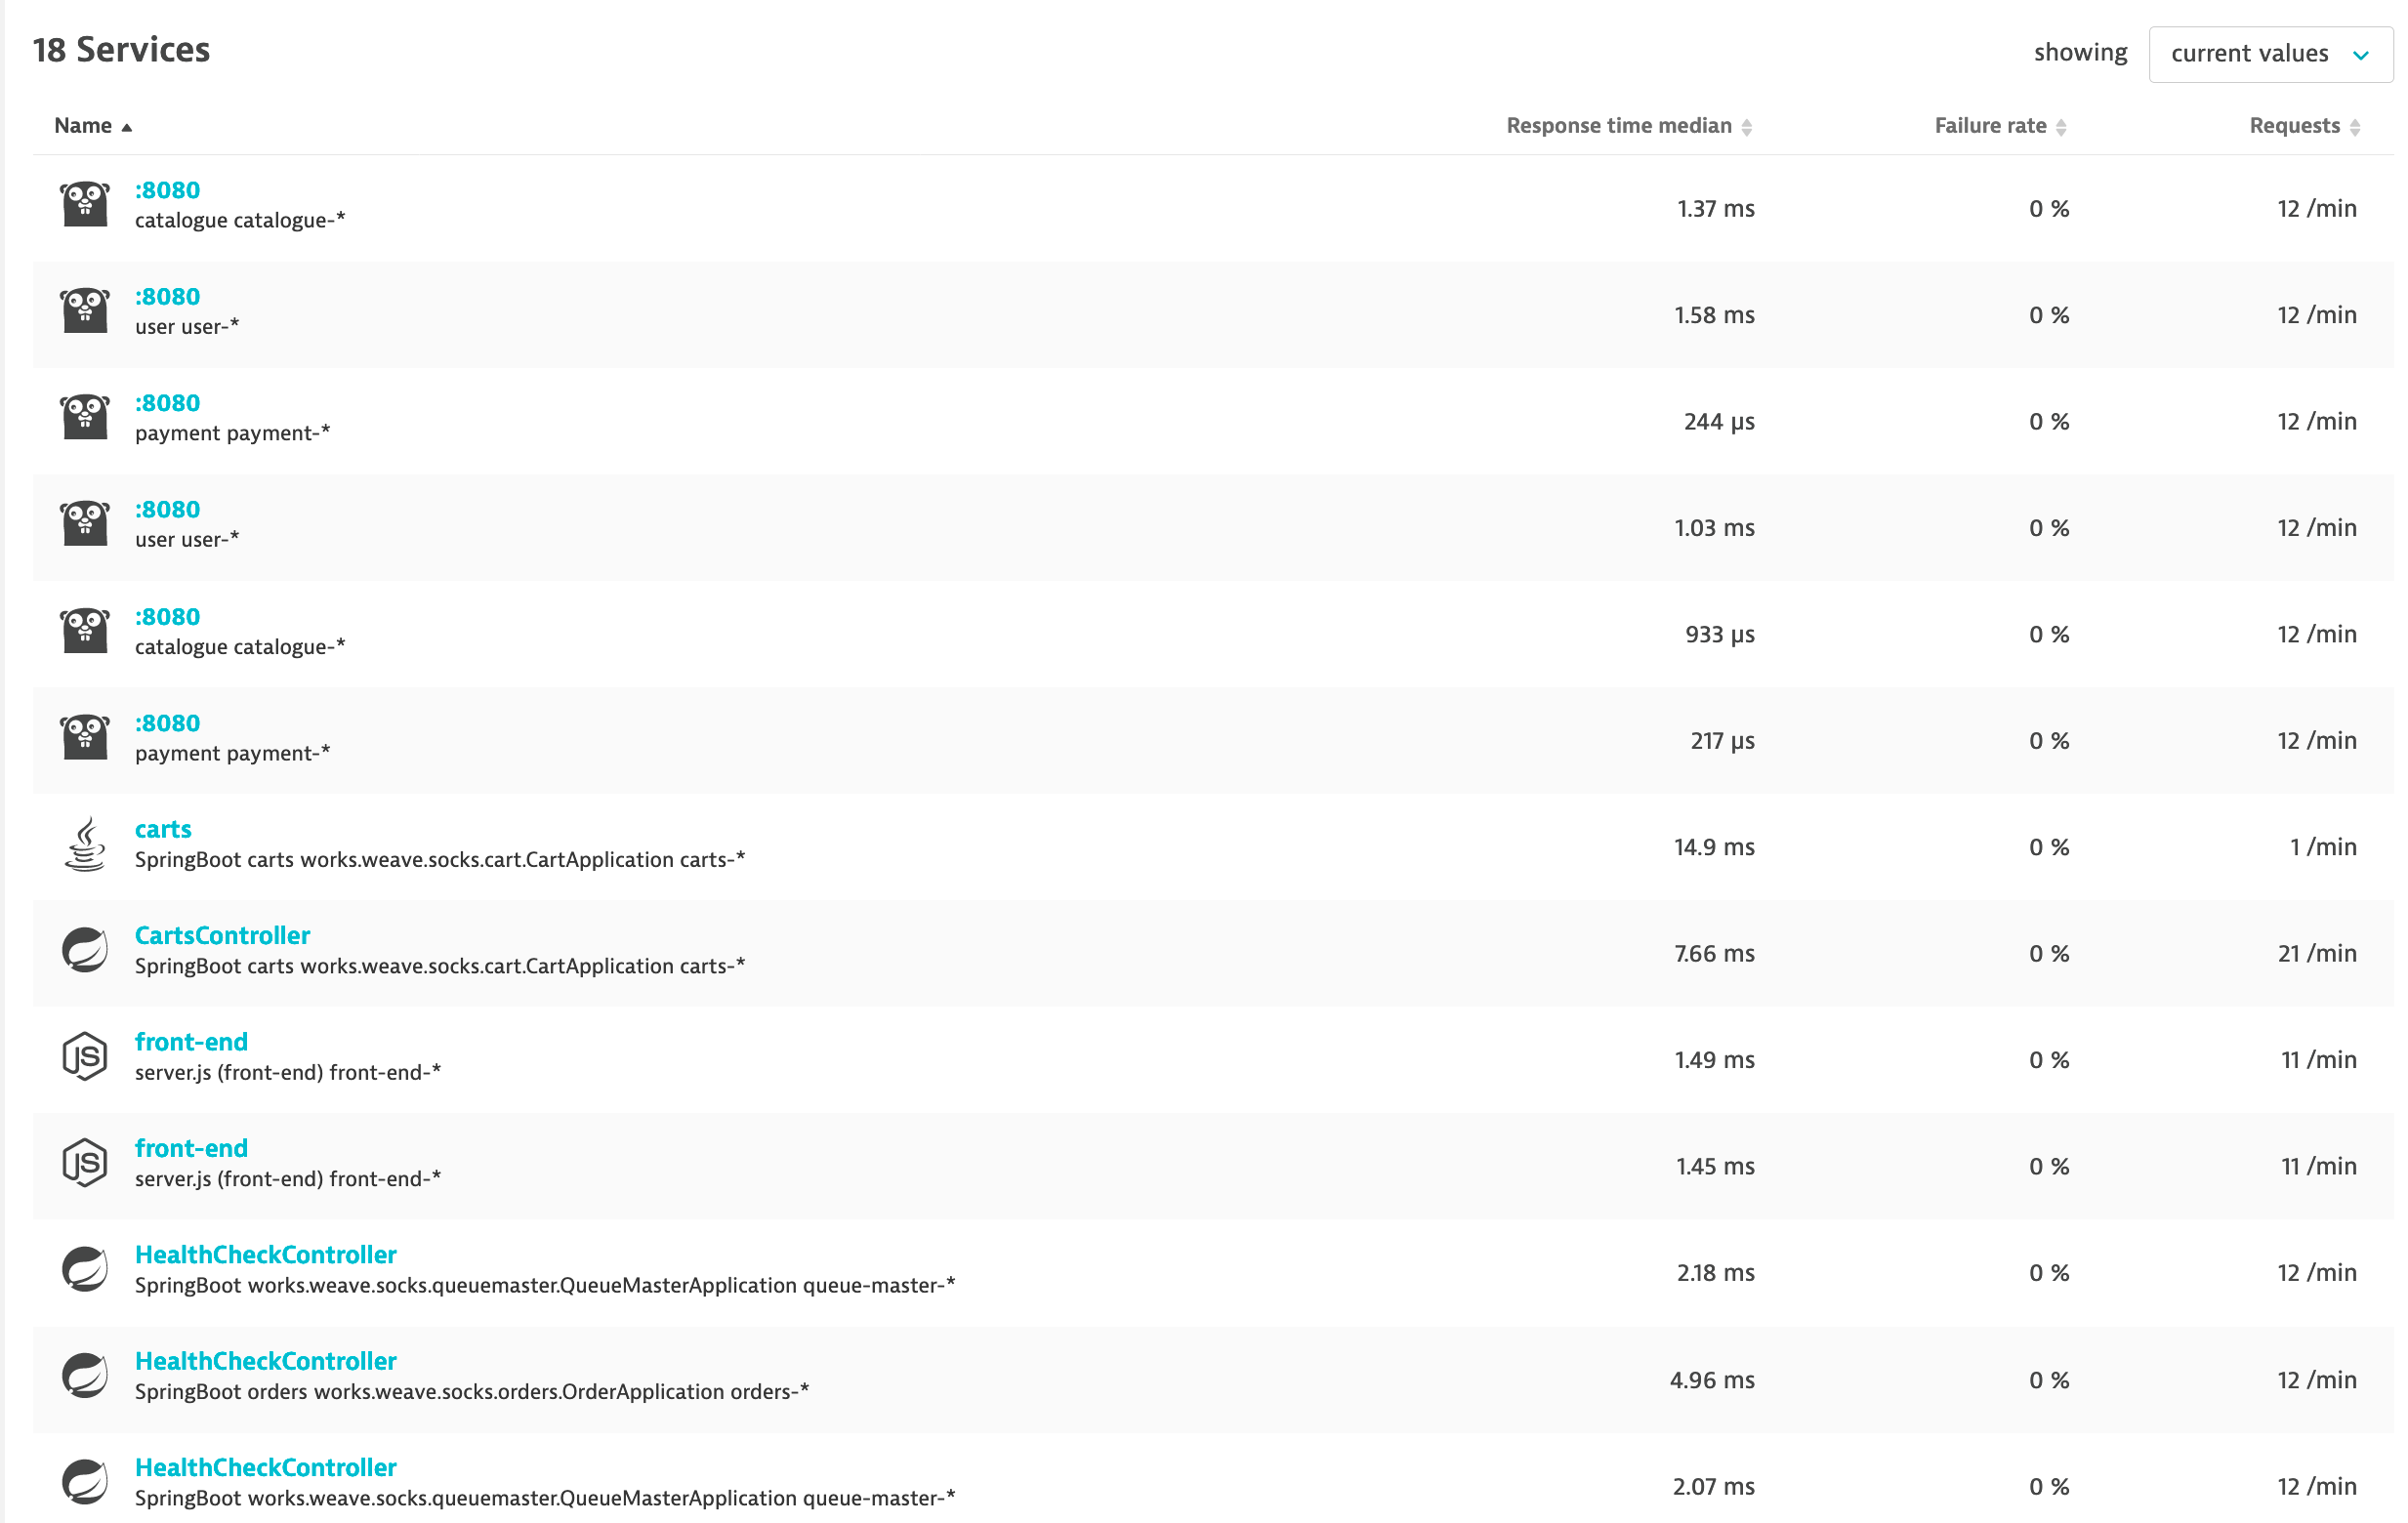 18 Services
showing current values
Name Response time median Failure rate Requests
:8080
catalogue catalogue-*
1.37 ms 0 % 12 /min
:8080
user user-*
1.58 ms 0 % 12 /min
:8080
payment payment-*
244 µs 0 % 12 /min
:8080
user user-*
1.03 ms 0 % 12 /min
:8080
catalogue catalogue-*
933 µs 0 % 12 /min
:8080
payment payment-*
217 µs 0 % 12 /min
carts
SpringBoot carts works.weave.socks.cart.CartApplication carts-*
14.9 ms 0 % 1 /min
CartsController
SpringBoot carts works.weave.socks.cart.CartApplication carts-*
7.66 ms 0 % 21 /min
JS
front-end
server.js (front-end) front-end-*
1.49 ms 0 % 11 /min
JS
front-end
server.js (front-end) front-end-*
1.45 ms 0 % 11 /min
HealthCheckController
SpringBoot works.weave.socks.queuemaster.QueueMasterApplication queue-master-*
2.18 ms 0 % 12 /min
HealthCheckController
SpringBoot orders works.weave.socks.orders.OrderApplication orders-*
4.96 ms 0 % 12 /min
HealthCheckController
SpringBoot works.weave.socks.queuemaster.QueueMasterApplication queue-master-*
2.07 ms 0 % 12 /min